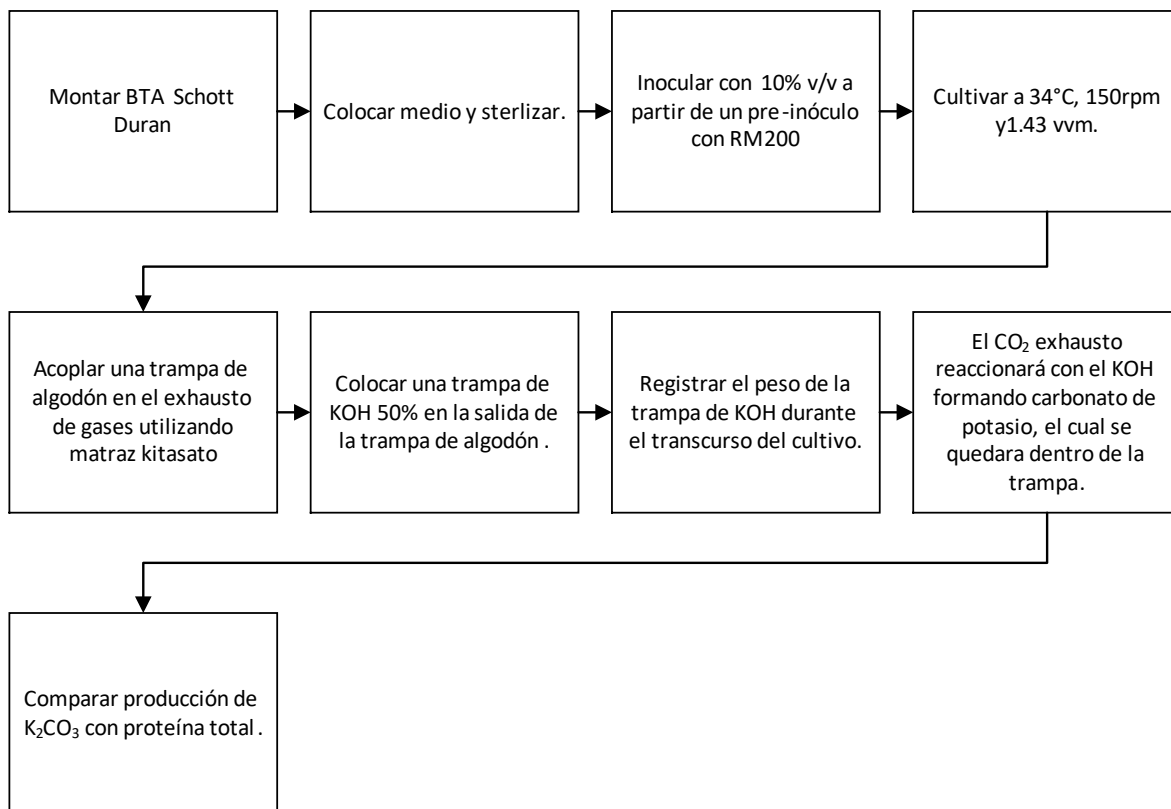 Montar BTA Schott
Duran
Colocar medio y sterlizar.
Inocular con 10% v/v a
partir de un pre-inóculo
con RM200
Cultivar a 34°C, 150rpm
y1.43 vvm.
Acoplar una trampa de
algodón en el exhausto
de gases utilizando
matraz kitasato
Colocar una trampa de
KOH 50% en la salida de
la trampa de algodón .
Registrar el peso de la
trampa de KOH durante
el transcurso del cultivo.
El CO₂ exhausto
reaccionará con el KOH
formando carbonato de
potasio, el cual se
quedara dentro de la
trampa.
Comparar producción de
K₂CO₃ con proteína total .